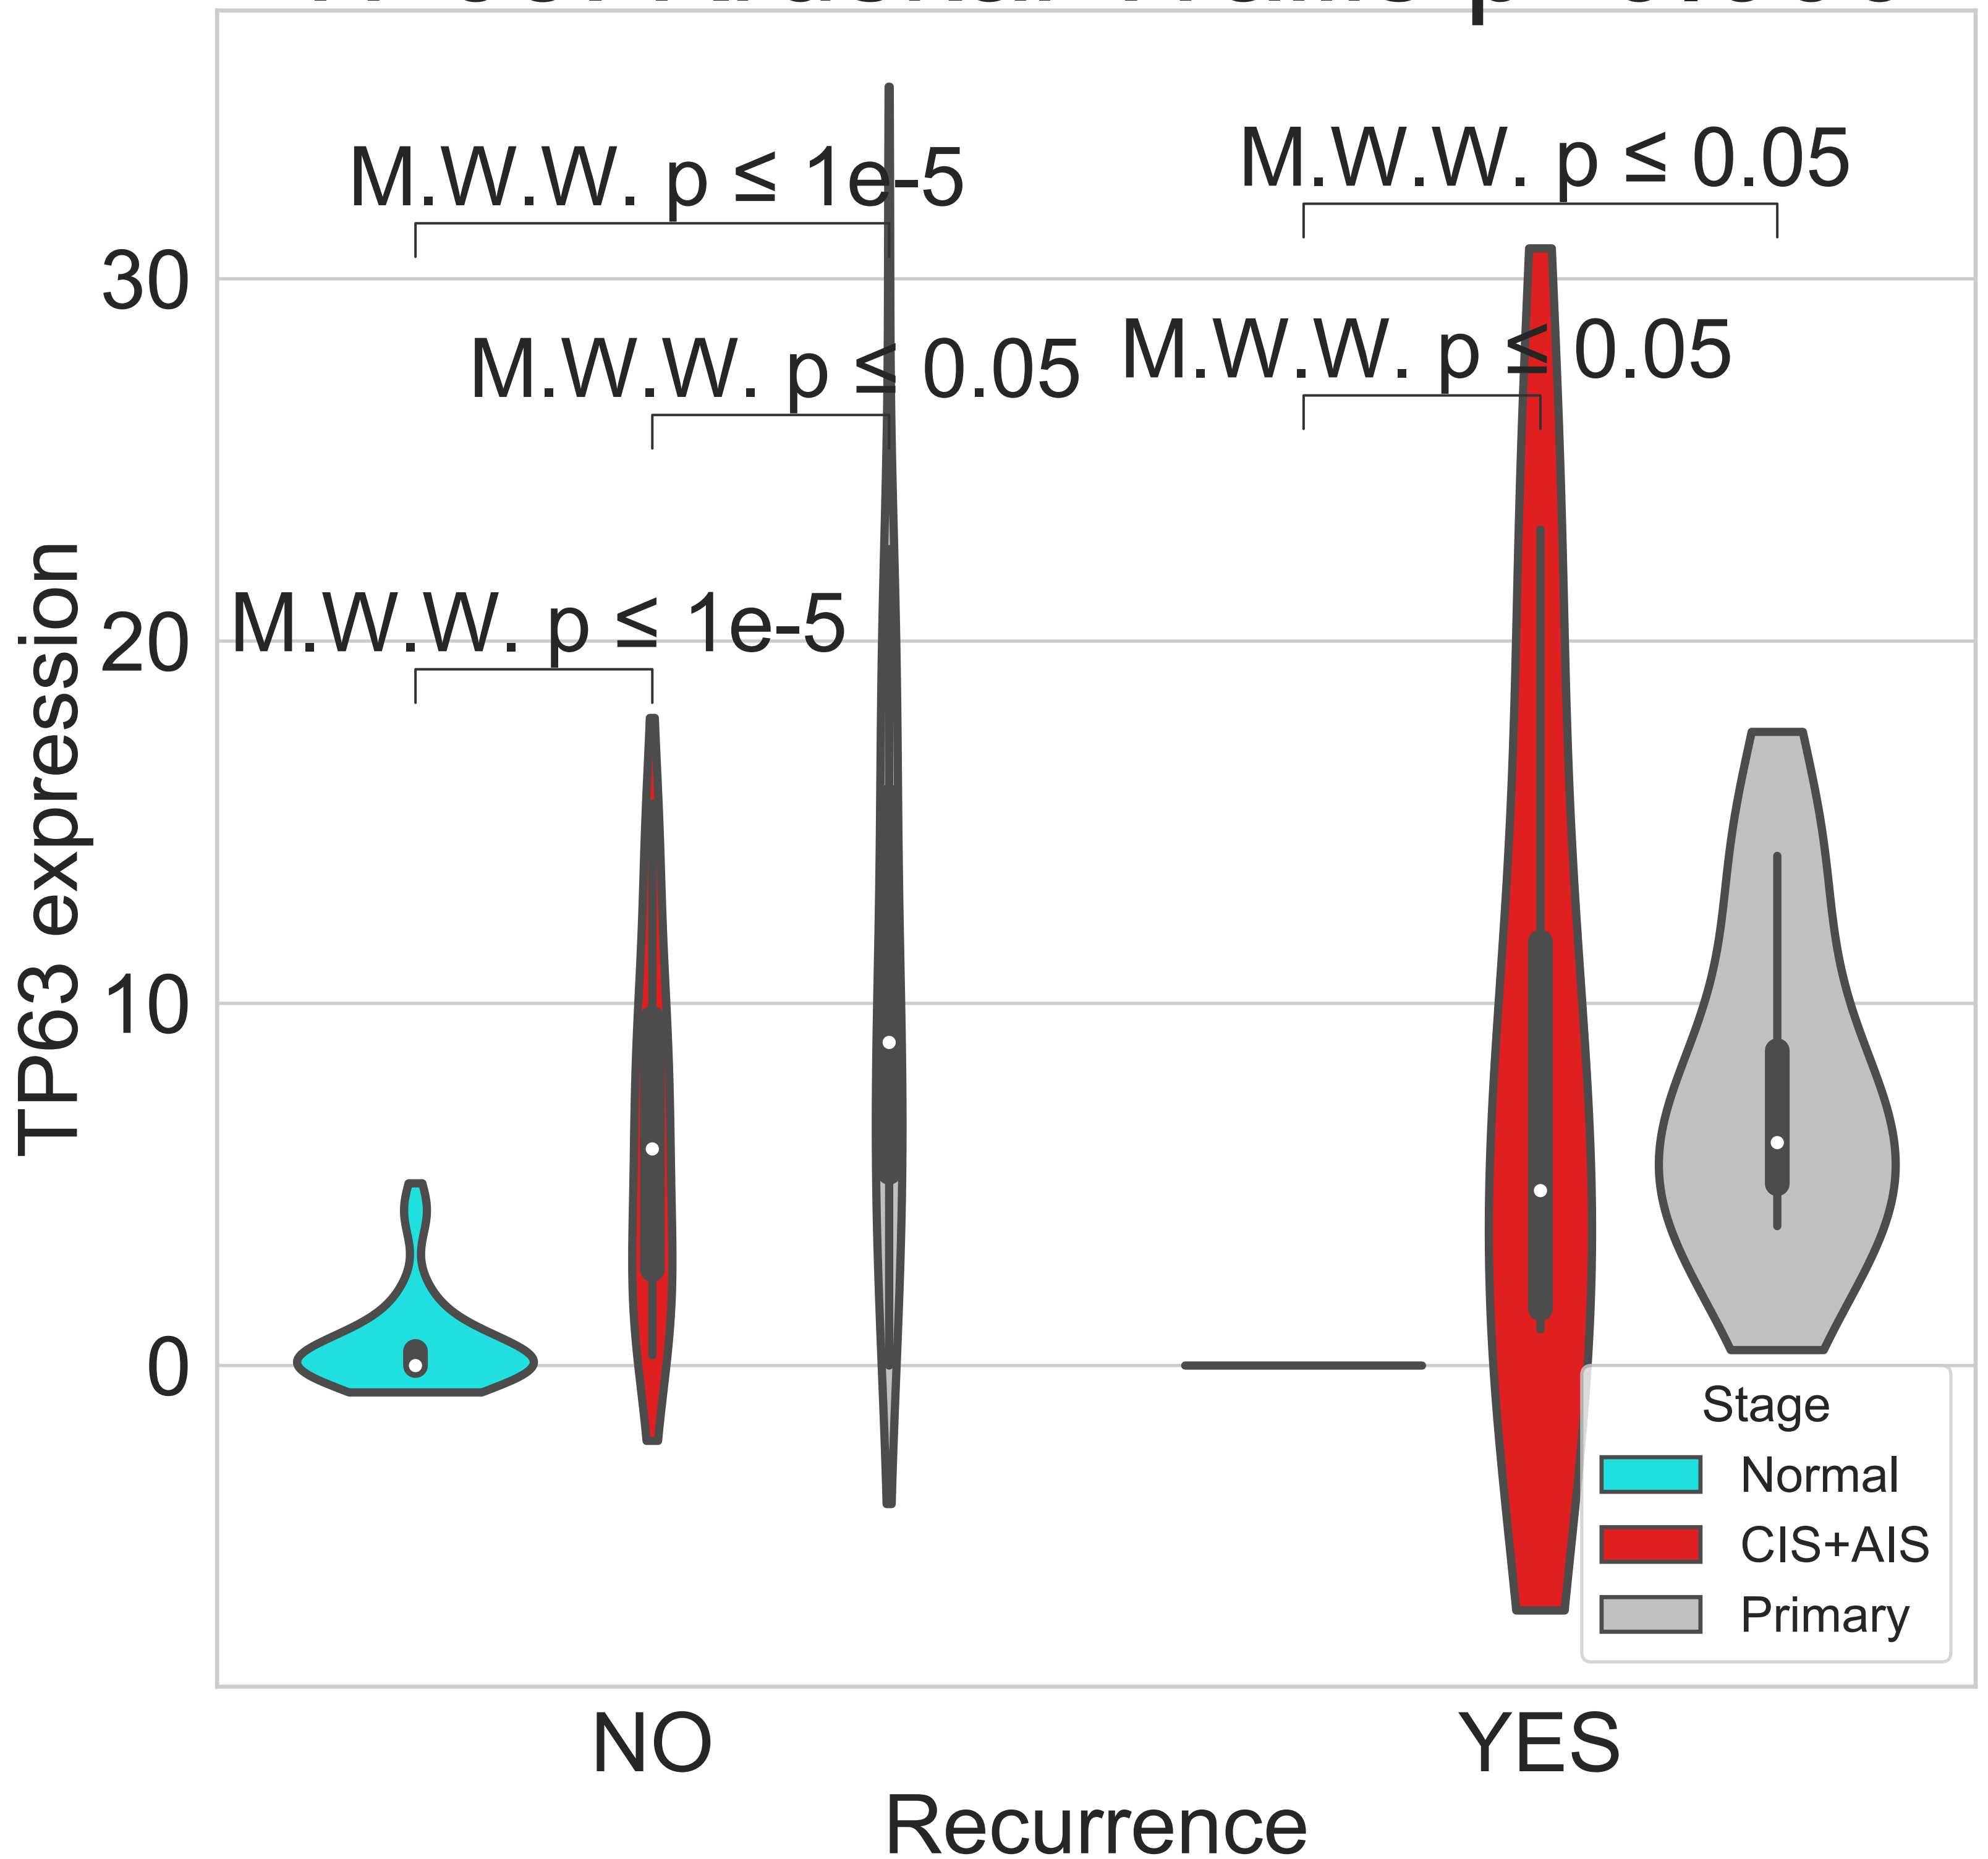 M.W.W. p ≤ 1e-5
M.W.W. p ≤ 0.05
M.W.W. p ≤ 0.05
M.W.W. p ≤ 0.05
M.W.W. p ≤ 1e-5
30
20
10
0
TP63 expression
Stage
Normal
CIS+AIS
Primary
NO
YES
Recurrence